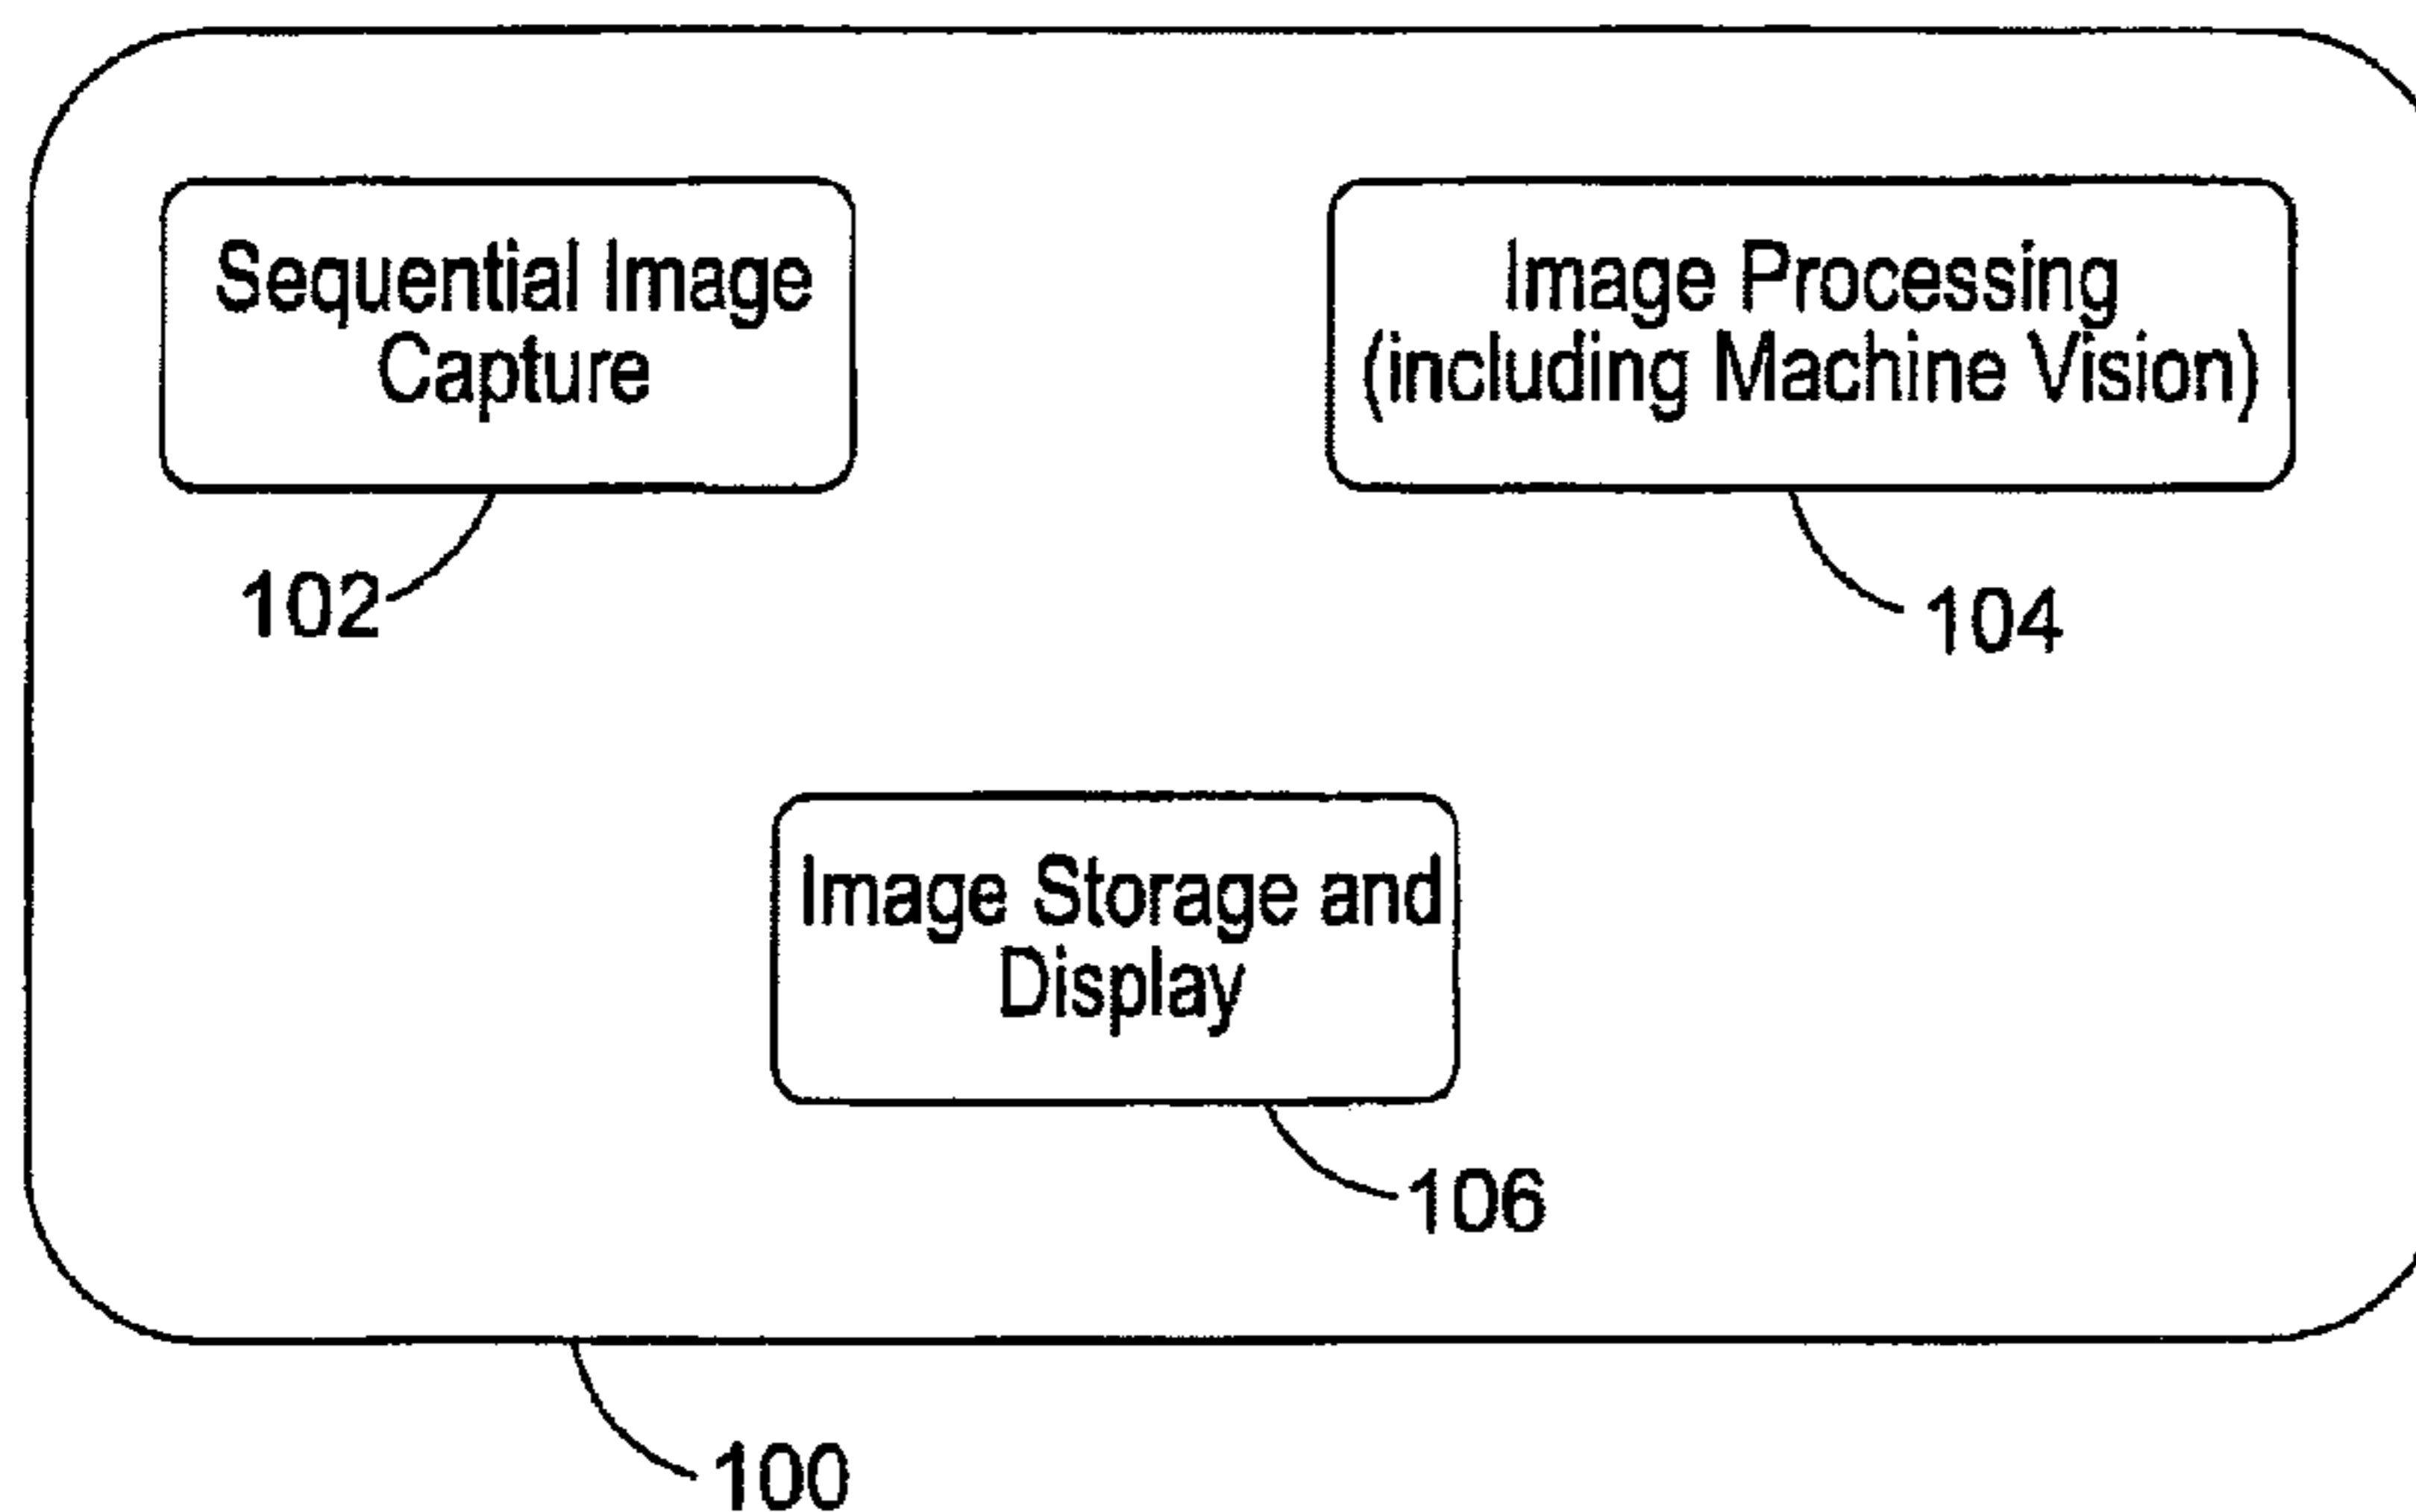 Sequential Image
Capture
102
Image Processing
(including Machine Vision)
104
Image Storage and
Display
106
100